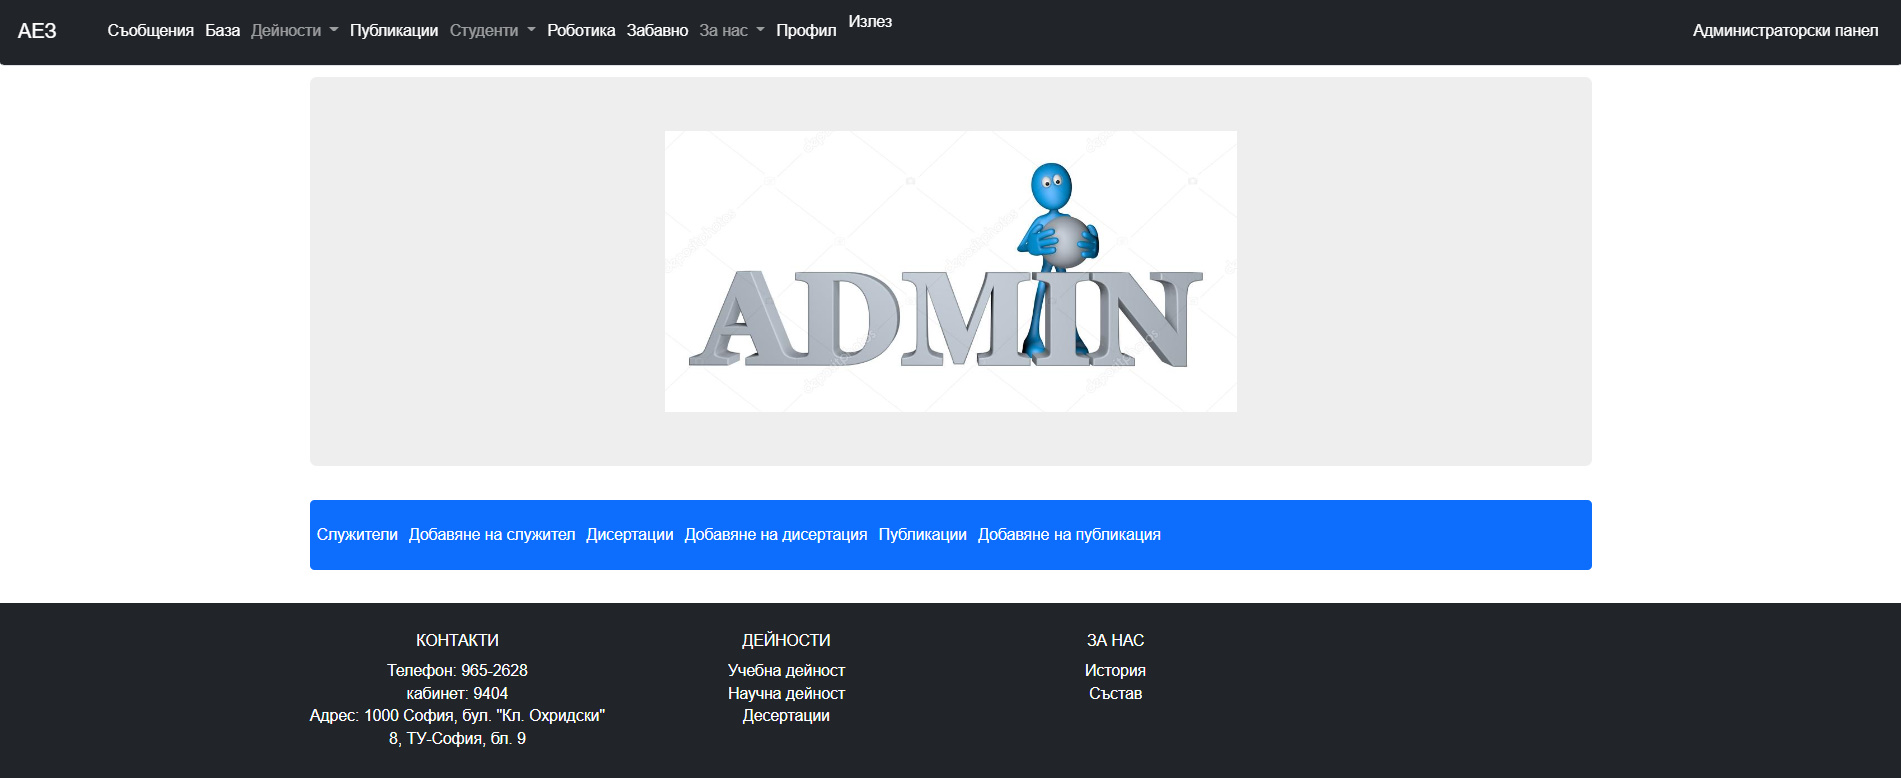 АЕЗ Съобщения База Дейности Публикации Студенти Роботика Забавно За нас Профил Излез Администраторски панел
depositphotos
ADMIN
Служители Добавяне на служител Дисертации Добавяне на дисертация Публикации Добавяне на публикация
КОНТАКТИ
Телефон: 965-2628
кабинет: 9404
Адрес: 1000 София, бул. "Кл. Охридски"
8, ТУ-София, бл. 9
ДЕЙНОСТИ
Учебна дейност
Научна дейност
Десертации
ЗА НАС
История
Състав